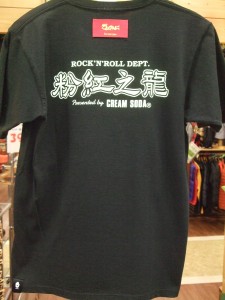 ROCK'N'ROLL DEPT.
粉紅之龍
Presented by CREAM SODA®